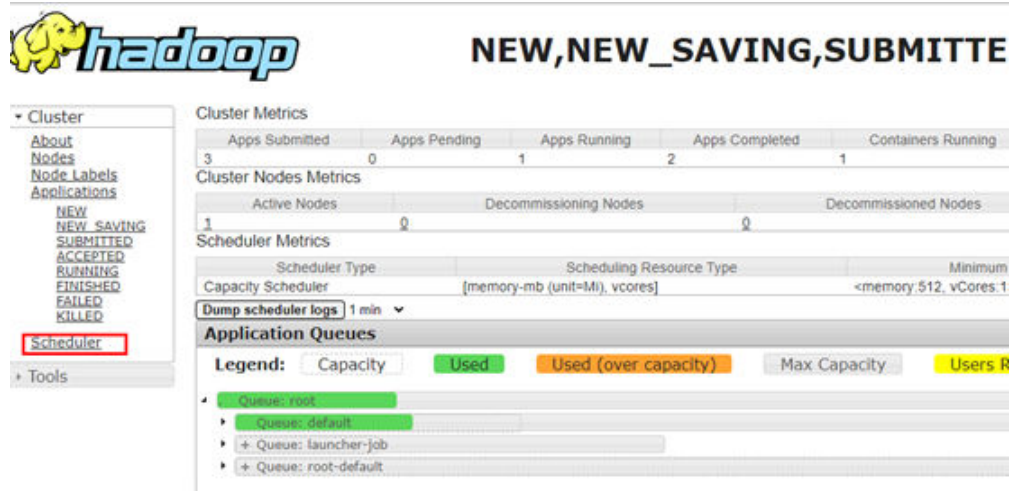 hadoop
NEW,NEW_SAVING,SUBMITTE
Cluster
About
Nodes
Node Labels
Applications
NEW
NEW_SAVING
SUBMITTED
ACCEPTED
RUNNING
FINISHED
FAILED
KILLED
Scheduler
Tools
Cluster Metrics
Apps Submitted Apps Pending Apps Running Apps Completed Containers Running
3 0 1 2 1
Cluster Nodes Metrics
Active Nodes Decommissioning Nodes Decommissioned Nodes
1 0 0
Scheduler Metrics
Scheduler Type Scheduling Resource Type Minimum
Capacity Scheduler [memory-mb (unit=Mi), vcores] <memory:512, vCores:1
Dump scheduler logs 1 min
Application Queues
Legend: Capacity Used Used (over capacity) Max Capacity Users R
Queue: root
Queue: default
+ Queue: launcher-job
+ Queue: root-default